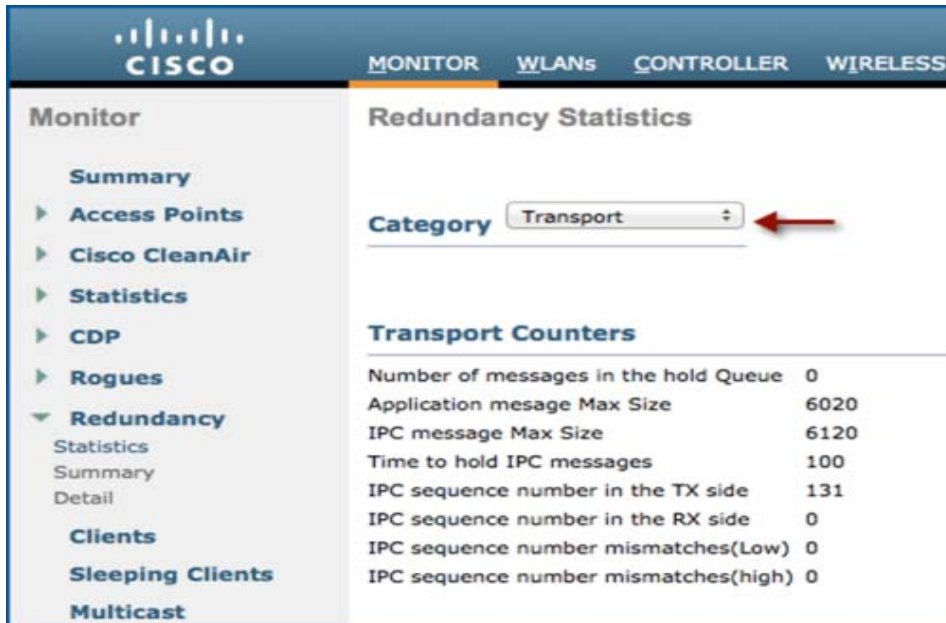 CISCO
MONITOR WLANs CONTROLLER WIRELESS
Monitor
Summary
Access Points
Cisco CleanAir
Statistics
CDP
Rogues
Redundancy
Statistics
Summary
Detail
Clients
Sleeping Clients
Multicast
Redundancy Statistics
Category Transport
Transport Counters
Number of messages in the hold Queue 0
Application mesage Max Size 6020
IPC message Max Size 6120
Time to hold IPC messages 100
IPC sequence number in the TX side 131
IPC sequence number in the RX side 0
IPC sequence number mismatches(Low) 0
IPC sequence number mismatches(high) 0